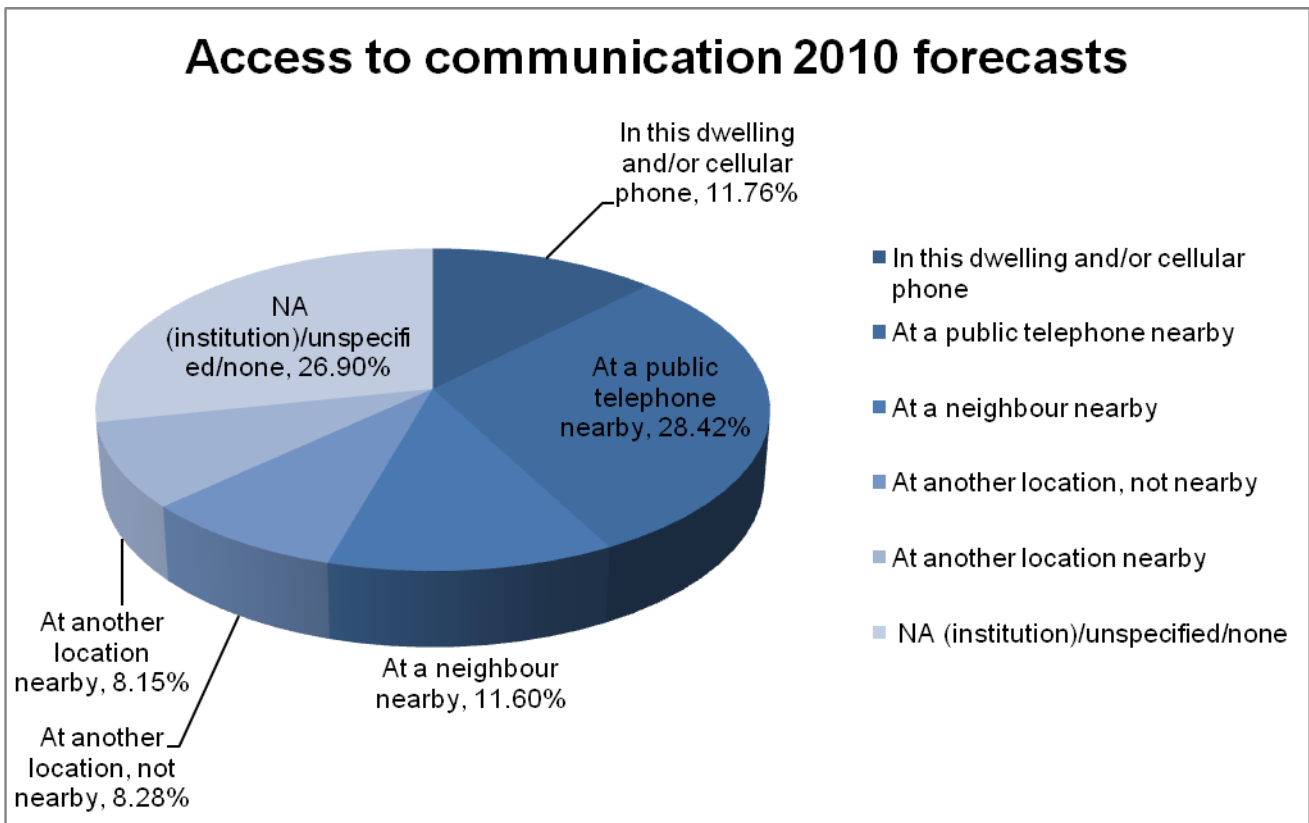 Access to communication 2010 forecasts
In this dwelling
and/or cellular
phone, 11.76%
NA
(institution)/unspecifi
ed/none, 26.90%
At a public
telephone
nearby, 28.42%
At another
location
nearby, 8.15%
At a neighbour
nearby, 11.60%
At another
location, not
nearby, 8.28%
In this dwelling and/or cellular
phone
At a public telephone nearby
At a neighbour nearby
At another location, not nearby
At another location nearby
NA (institution)/unspecified/none